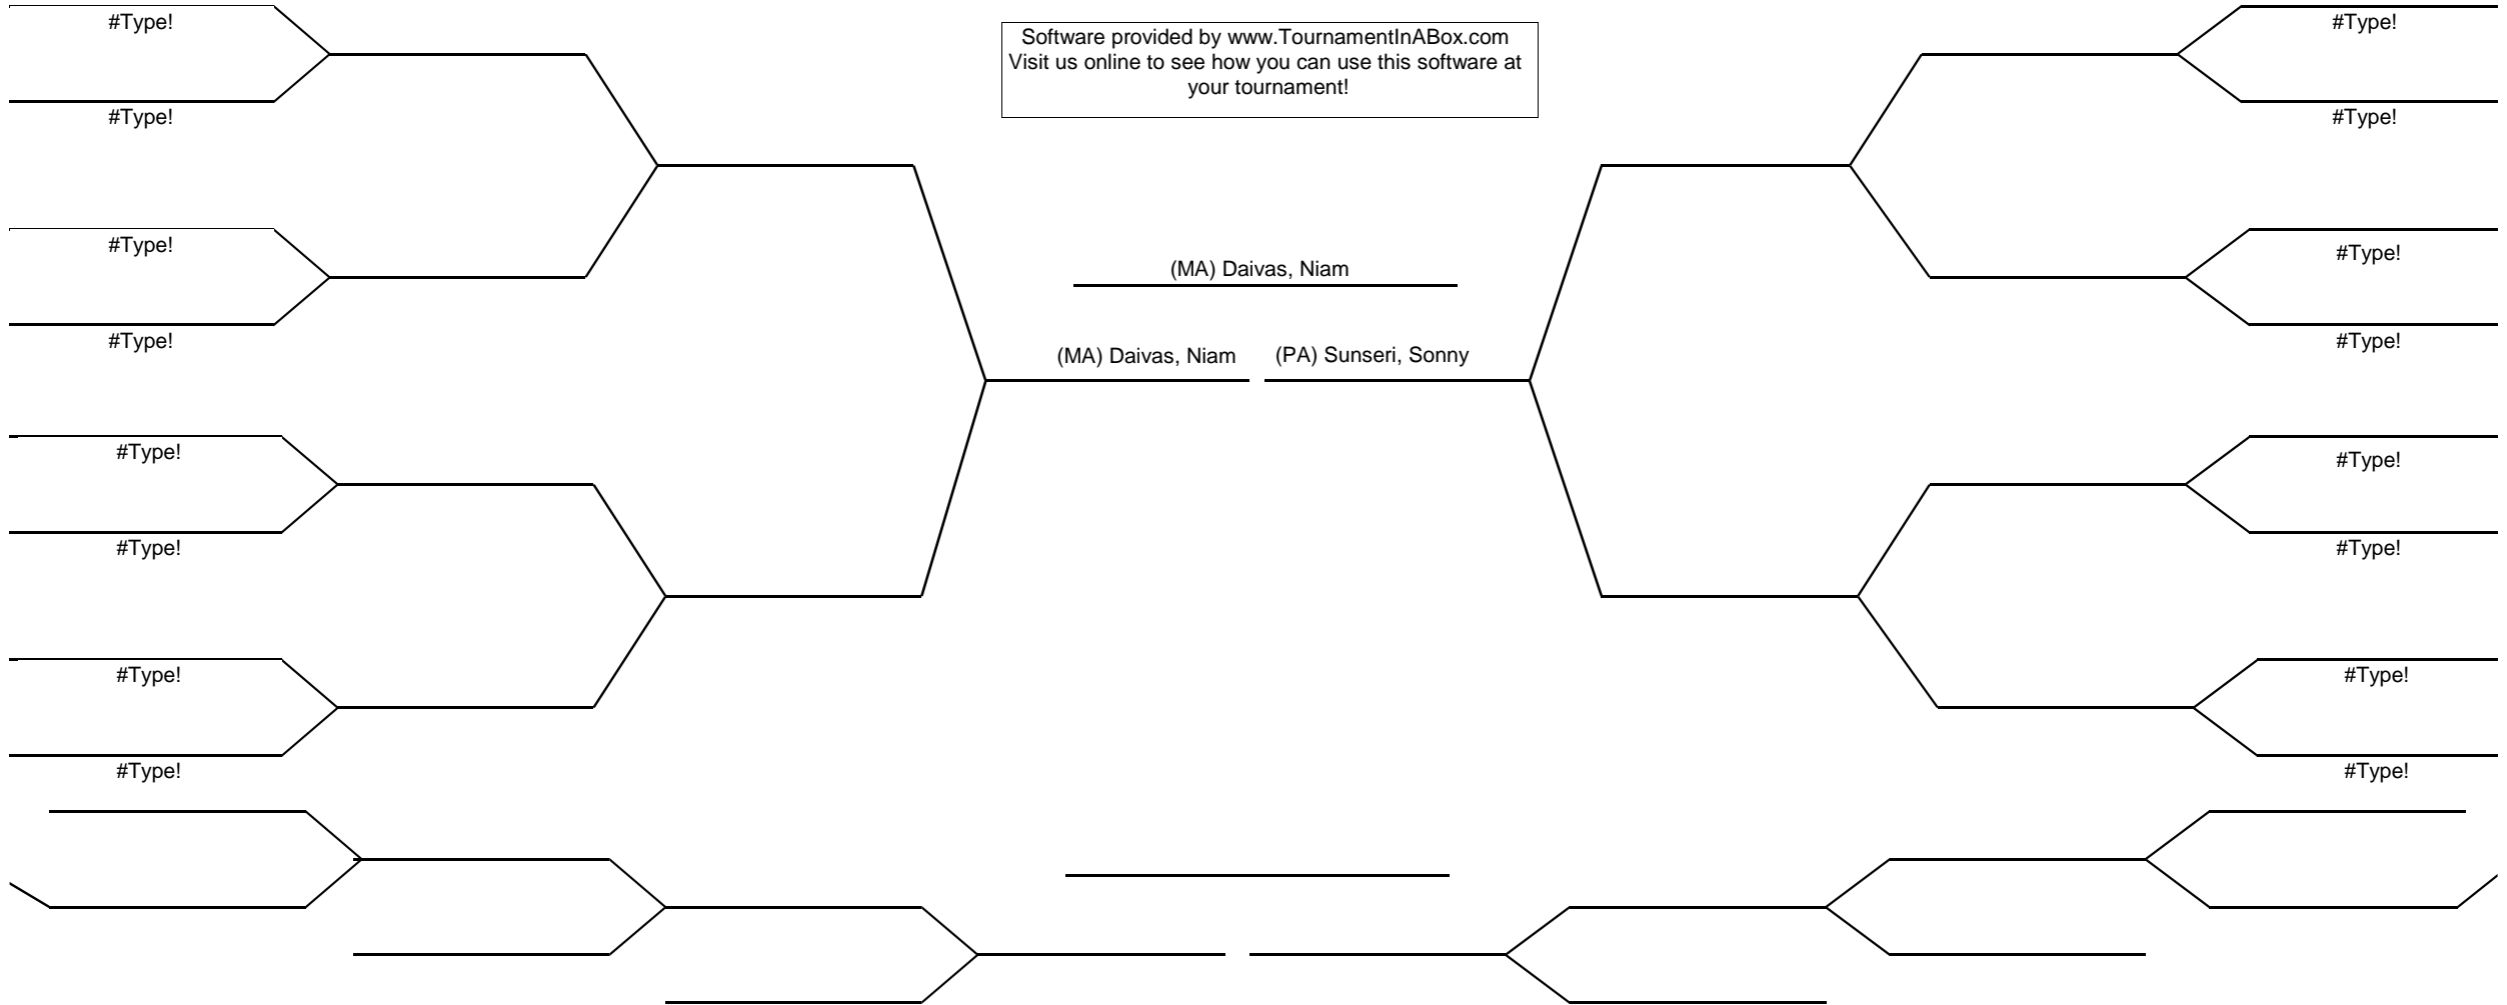 #Type!
#Type!
Software provided by www.TournamentInABox.com
Visit us online to see how you can use this software at
your tournament!
#Type!
#Type!
#Type!
#Type!
(MA) Daivas, Niam
#Type!
#Type!
(MA) Daivas, Niam
(PA) Sunseri, Sonny
#Type!
#Type!
#Type!
#Type!
#Type!
#Type!
#Type!
#Type!